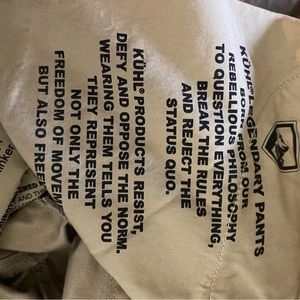 KÜHL® LEGENDARY PANTS
BORN FROM OUR
REBELLIOUS PHILOSOPHY
TO QUESTION EVERYTHING,
BREAK THE RULES
AND REJECT THE
STATUS QUO.
KÜHL® PRODUCTS RESIST,
DEFY AND OPPOSE THE NORM.
WEARING THEM TELLS YOU
THEY REPRESENT
NOT ONLY THE
FREEDOM OF MOVEM
BUT ALSO FREE